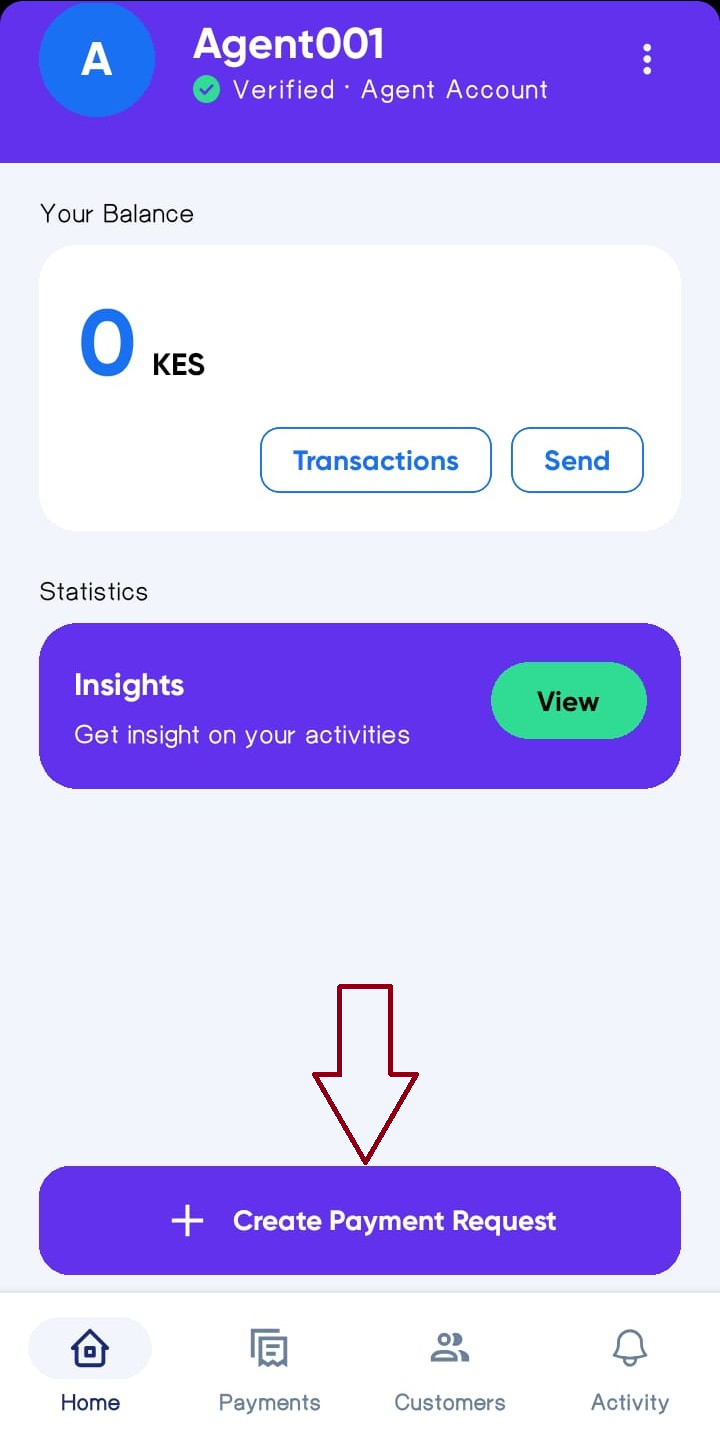 A
Agent001
Verified · Agent Account
Your Balance
0 KES
Transactions
Send
Statistics
Insights
View
Get insight on your activities
Create Payment Request
Home
Payments
Customers
Activity